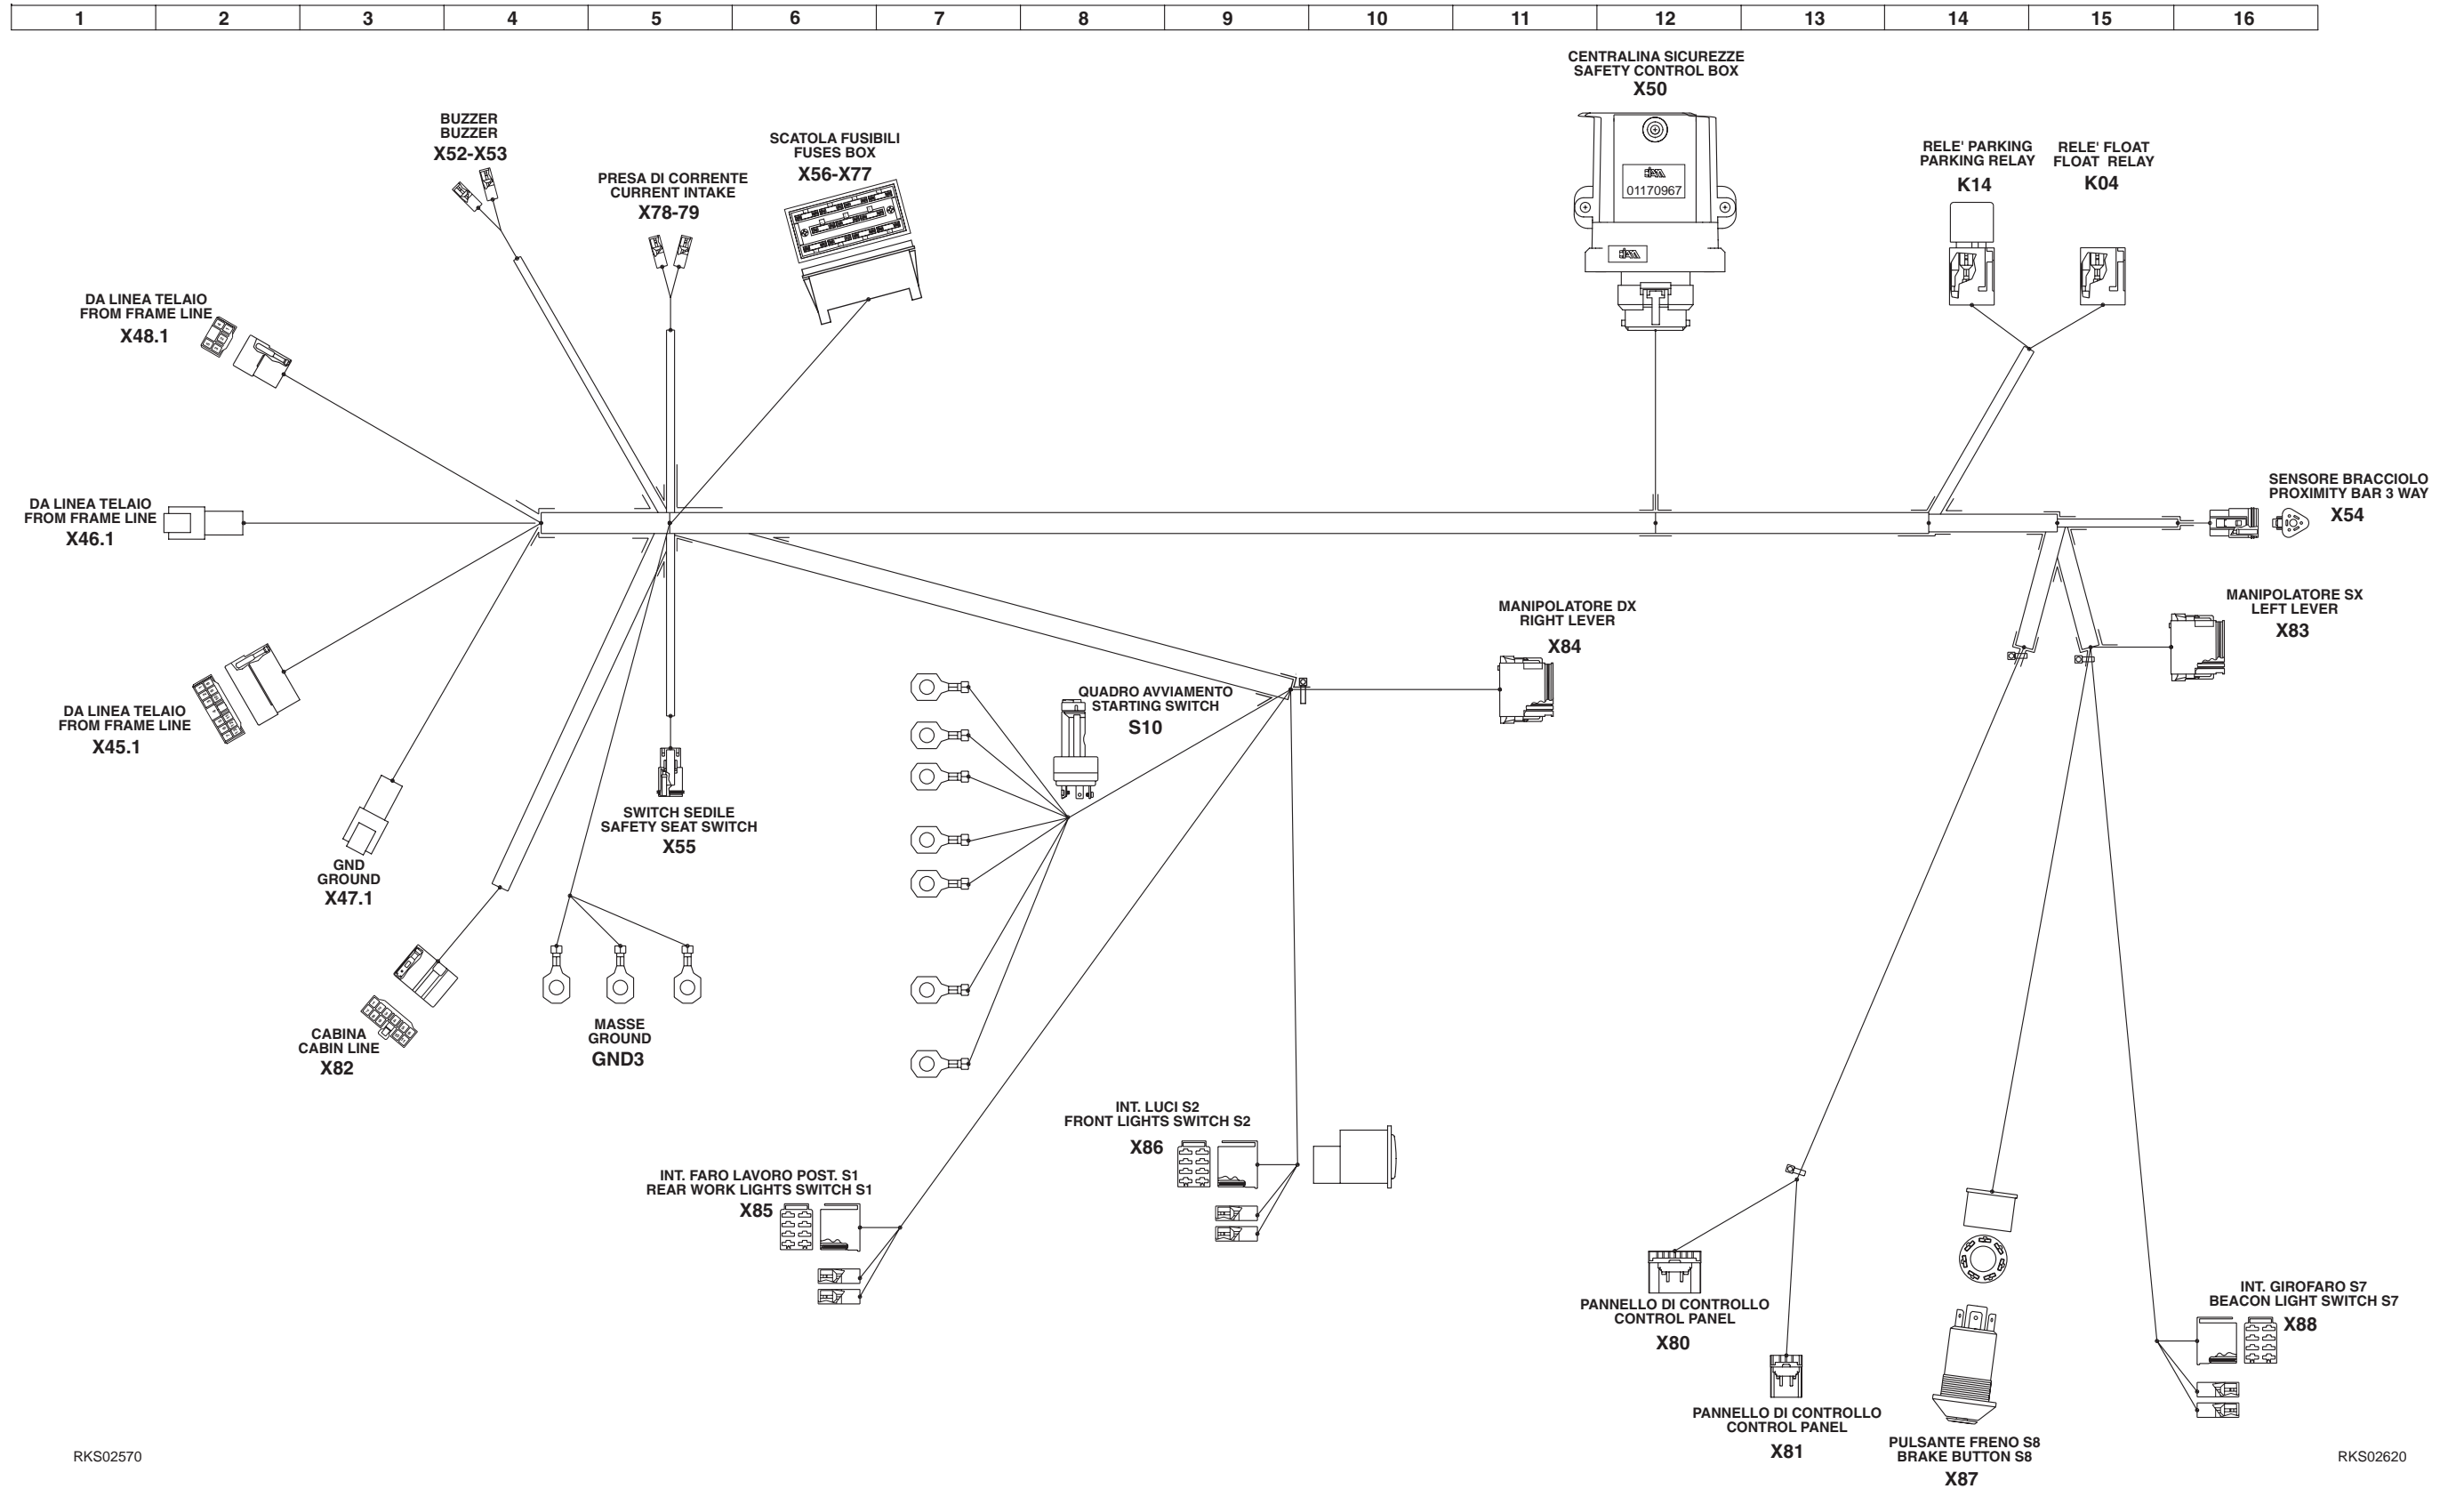 1 2 3 4 5 6 7 8 9 10 11 12 13 14 15 16
CENTRALINA SICUREZZE
SAFETY CONTROL BOX
X50
01170967
BUZZER
BUZZER
X52-X53
PRESA DI CORRENTE
CURRENT INTAKE
X78-79
SCATOLA FUSIBILI
FUSES BOX
X56-X77
RELE' PARKING
PARKING RELAY
K14
RELE' FLOAT
FLOAT RELAY
K04
DA LINEA TELAIO
FROM FRAME LINE
X48.1
DA LINEA TELAIO
FROM FRAME LINE
X46.1
SENSORE BRACCIOLO
PROXIMITY BAR 3 WAY
X54
MANIPOLATORE DX
RIGHT LEVER
X84
MANIPOLATORE SX
LEFT LEVER
X83
DA LINEA TELAIO
FROM FRAME LINE
X45.1
QUADRO AVVIAMENTO
STARTING SWITCH
S10
SWITCH SEDILE
SAFETY SEAT SWITCH
X55
GND
GROUND
X47.1
CABINA
CABIN LINE
X82
MASSE
GROUND
GND3
INT. LUCI S2
FRONT LIGHTS SWITCH S2
X86
INT. FARO LAVORO POST. S1
REAR WORK LIGHTS SWITCH S1
X85
PANNELLO DI CONTROLLO
CONTROL PANEL
X80
INT. GIROFARO S7
BEACON LIGHT SWITCH S7
X88
PANNELLO DI CONTROLLO
CONTROL PANEL
X81
PULSANTE FRENO S8
BRAKE BUTTON S8
X87
RKS02570
RKS02620